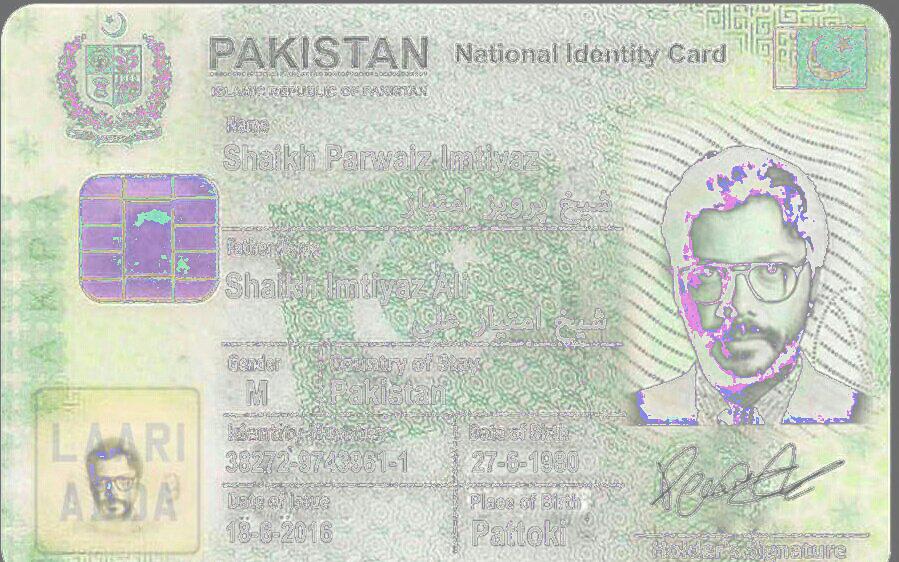 PAKISTAN National Identity Card
ISLAMIC REPUBLIC OF PAKISTAN
Name
Shaikh Parwaiz Imtiyaz
شیخ پرویز امتیاز
Father Name
Shaikh Imtiyaz Ali
شیخ امتیاز علی
Gender Country of Stay
M Pakistan
Identity Number Date of Birth
38272-9743861-1 27-6-1980
Date of Issue Place of Birth
18-6-2016 Pattoki
LAARI
ADDA
Holder's Signature